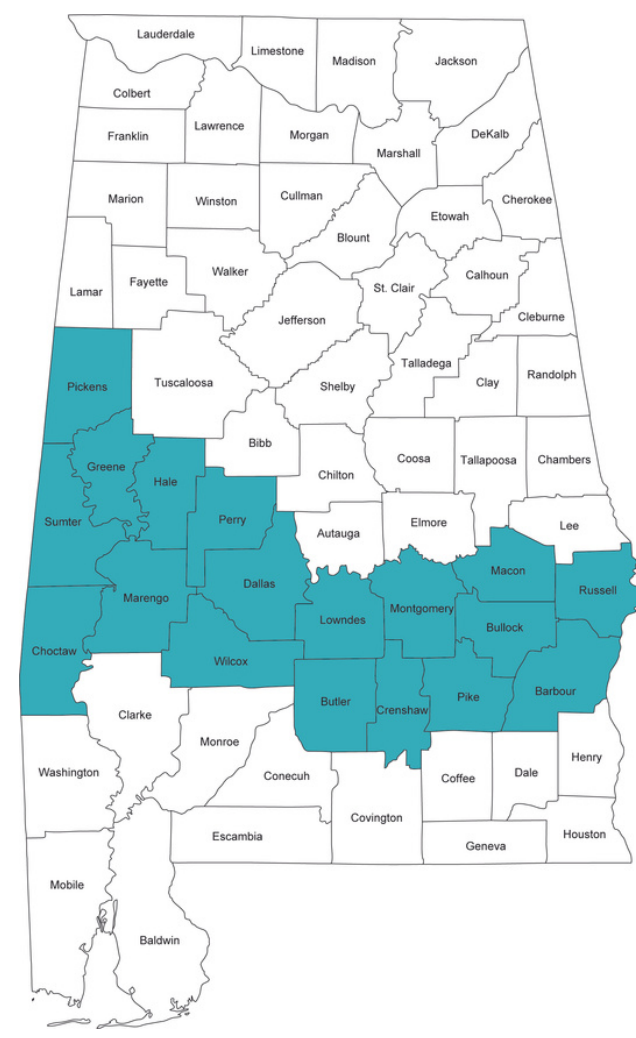 Lauderdale
Limestone
Madison
Jackson
Colbert
Lawrence
Franklin
Morgan
DeKalb
Marshall
Marion
Winston
Cullman
Cherokee
Etowah
Blount
Walker
Calhoun
Fayette
St. Clair
Lamar
Jefferson
Cleburne
Talladega
Randolph
Pickens
Tuscaloosa
Shelby
Clay
Bibb
Greene
Coosa
Tallapoosa
Chambers
Hale
Chilton
Sumter
Perry
Autauga
Elmore
Lee
Macon
Dallas
Russell
Marengo
Montgomery
Lowndes
Bullock
Choctaw
Wilcox
Butler
Crenshaw
Pike
Barbour
Clarke
Monroe
Washington
Conecuh
Coffee
Dale
Henry
Covington
Escambia
Geneva
Houston
Mobile
Baldwin